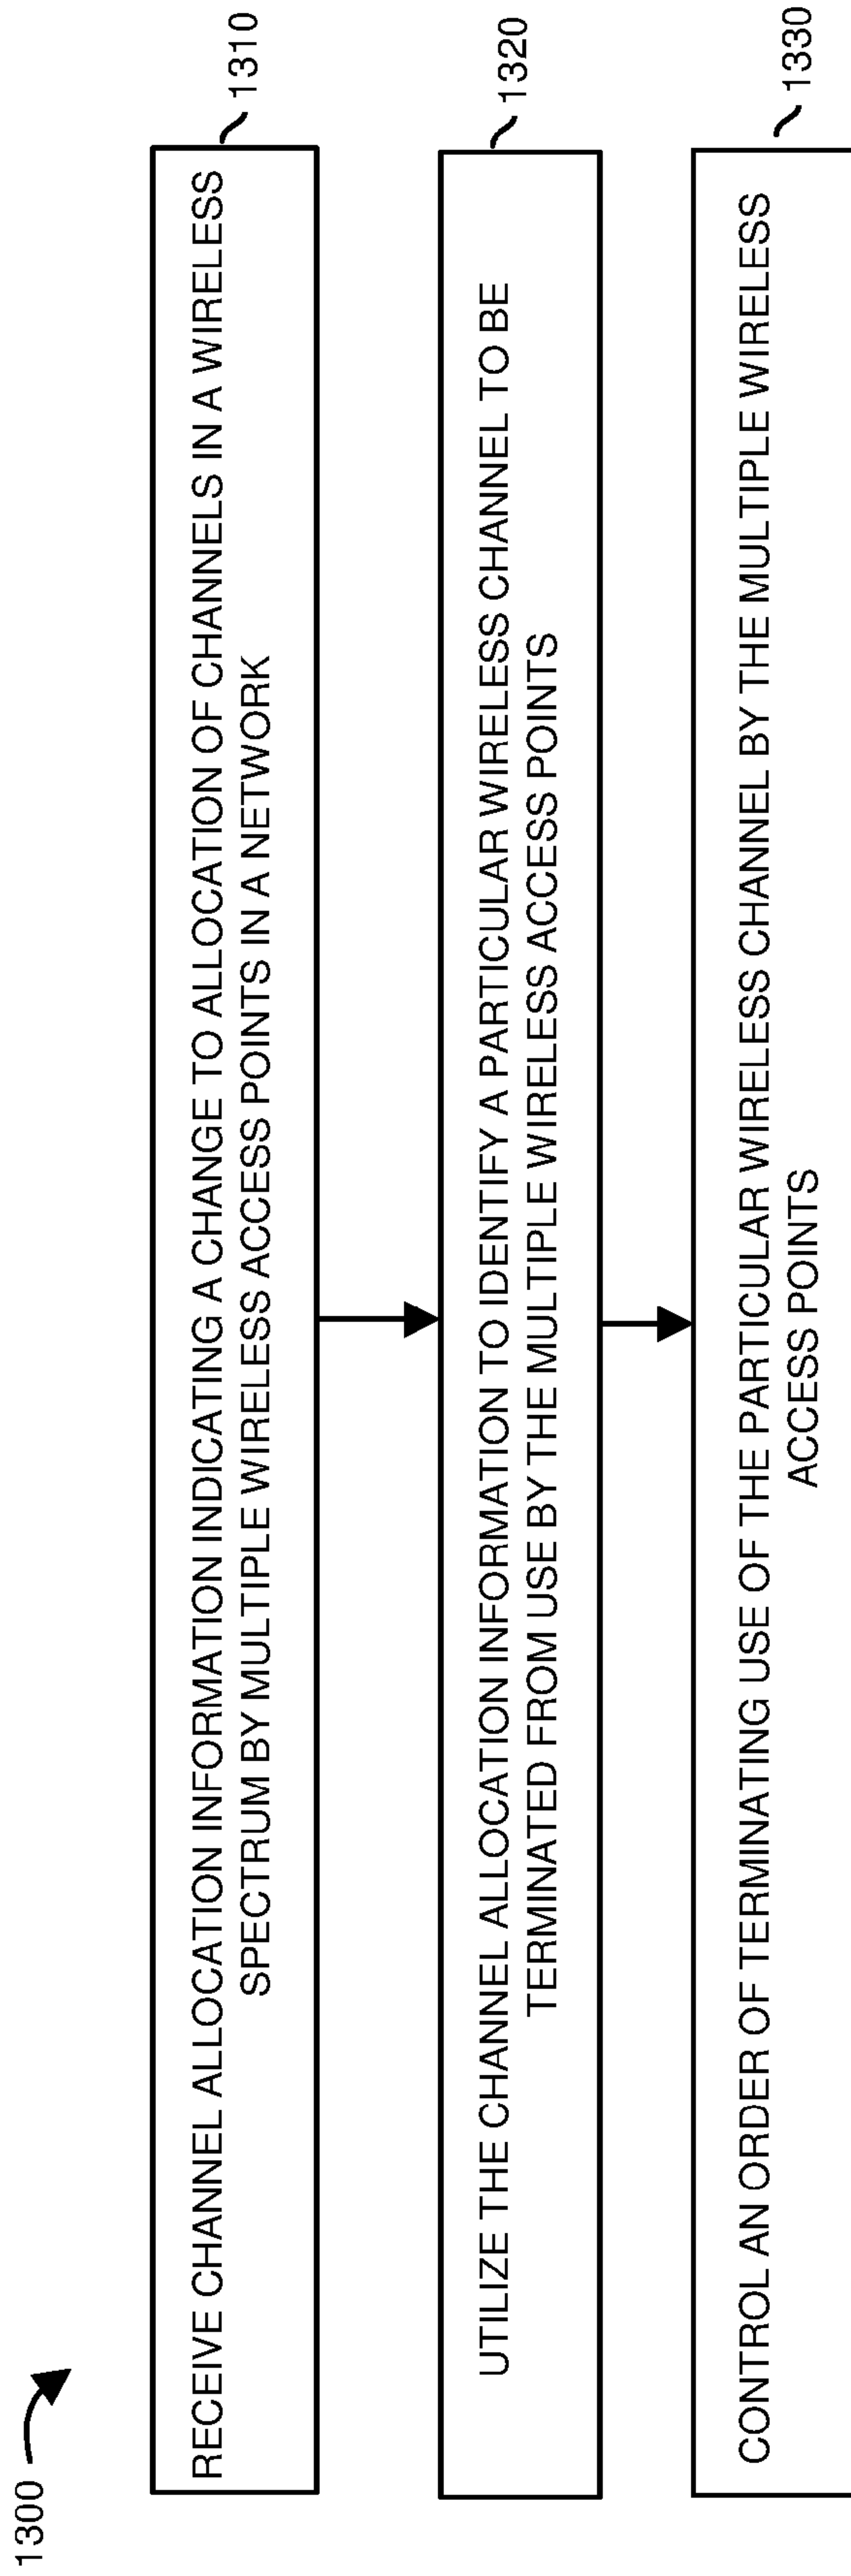 1300
RECEIVE CHANNEL ALLOCATION INFORMATION INDICATING A CHANGE TO ALLOCATION OF CHANNELS IN A WIRELESS
SPECTRUM BY MULTIPLE WIRELESS ACCESS POINTS IN A NETWORK
1310
UTILIZE THE CHANNEL ALLOCATION INFORMATION TO IDENTIFY A PARTICULAR WIRELESS CHANNEL TO BE
TERMINATED FROM USE BY THE MULTIPLE WIRELESS ACCESS POINTS
1320
CONTROL AN ORDER OF TERMINATING USE OF THE PARTICULAR WIRELESS CHANNEL BY THE MULTIPLE WIRELESS
ACCESS POINTS
1330